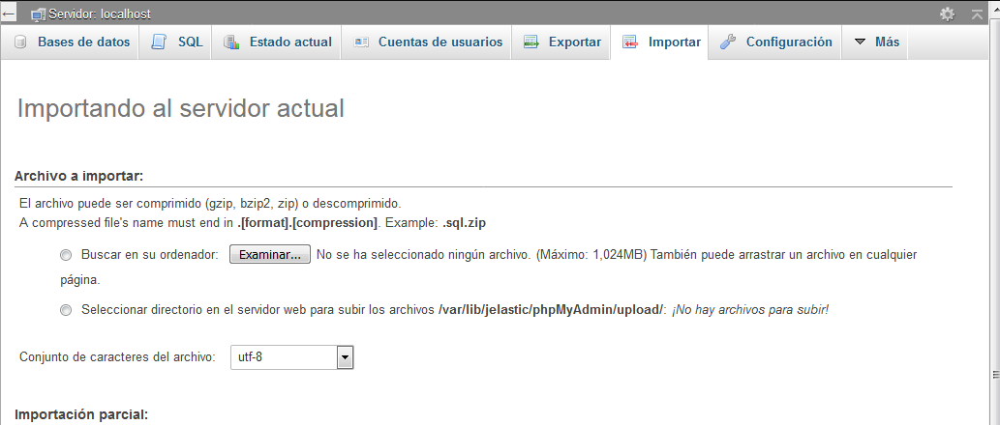 Servidor: localhost
Bases de datos SQL Estado actual Cuentas de usuarios Exportar Importar Configuración Más
Importando al servidor actual
Archivo a importar:
El archivo puede ser comprimido (gzip, bzip2, zip) o descomprimido.
A compressed file's name must end in .[format].[compression]. Example: .sql.zip
Buscar en su ordenador: Examinar... No se ha seleccionado ningún archivo. (Máximo: 1,024MB) También puede arrastrar un archivo en cualquier
página.
Seleccionar directorio en el servidor web para subir los archivos /var/lib/jelastic/phpMyAdmin/upload/: ¡No hay archivos para subir!
Conjunto de caracteres del archivo: utf-8
Importación parcial: